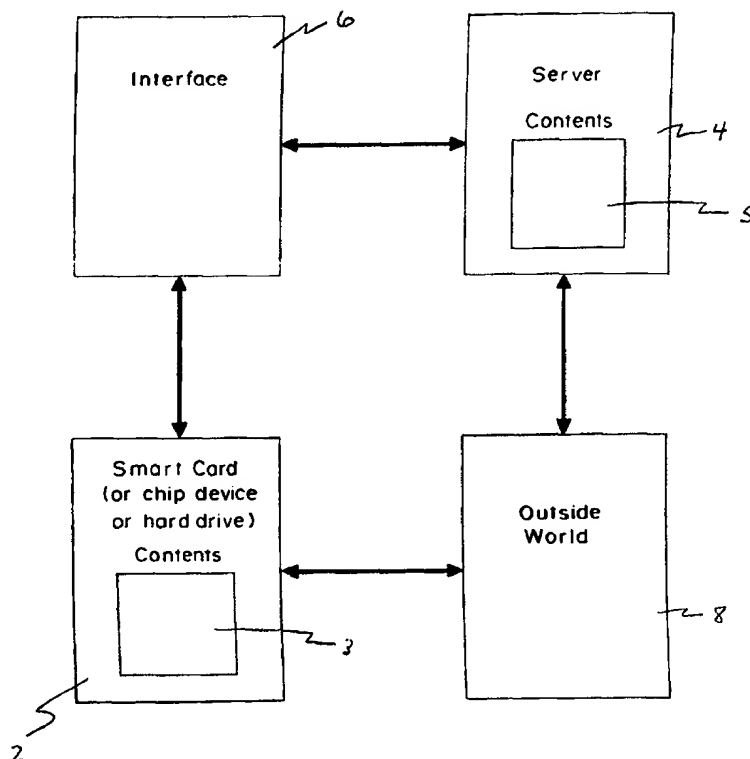 6
Interface
Server
Contents
4
5
Smart Card
(or chip device
or hard drive)
Contents
3
2
Outside
World
8